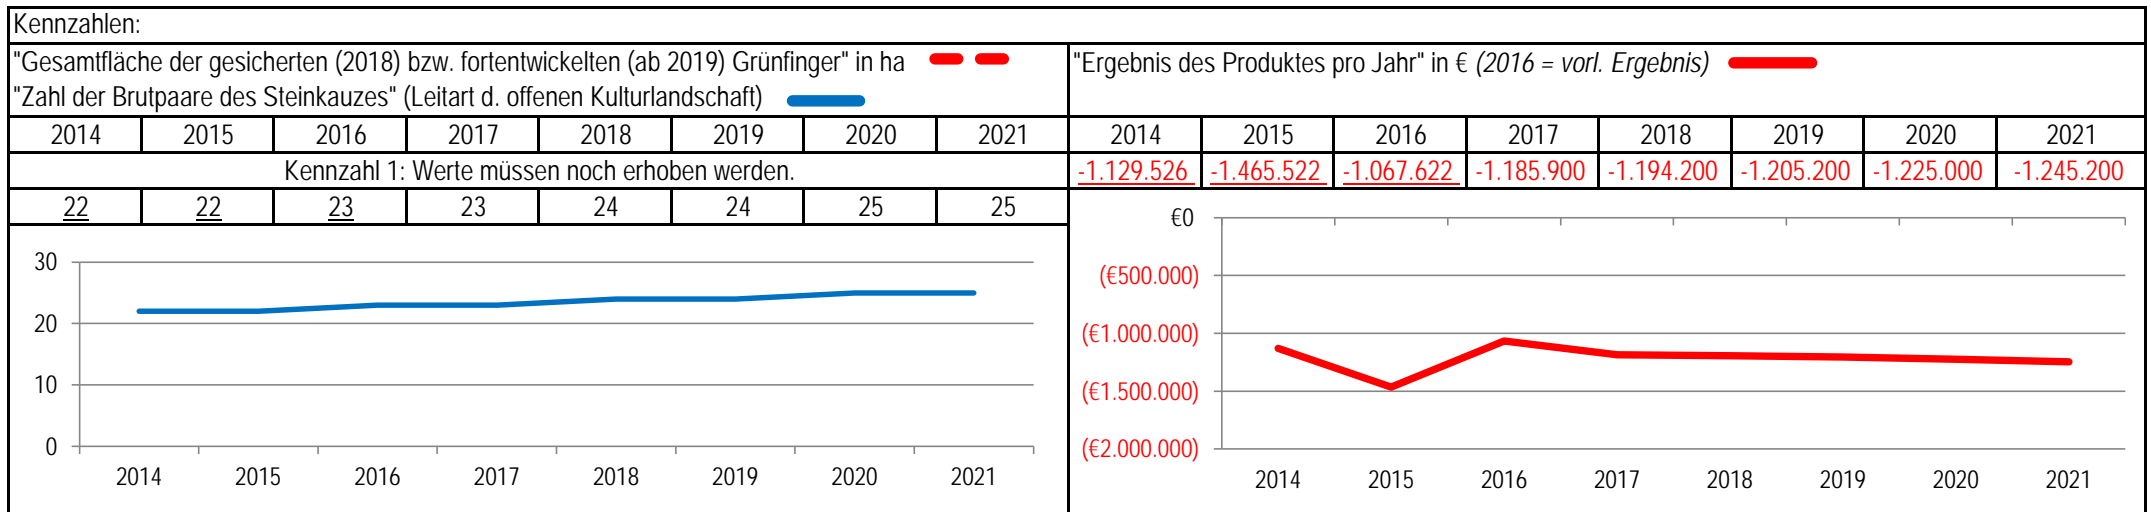 Kennzahlen:
"Gesamtfläche der gesicherten (2018) bzw. fortentwickelten (ab 2019) Grünfinger" in ha
"Zahl der Brutpaare des Steinkauzes" (Leitart d. offenen Kulturlandschaft)
2014 2015 2016 2017 2018 2019 2020 2021
Kennzahl 1: Werte müssen noch erhoben werden.
22 22 23 23 24 24 25 25
30
20
10
0
2014 2015 2016 2017 2018 2019 2020 2021
"Ergebnis des Produktes pro Jahr" in € (2016 = vorl. Ergebnis)
2014 2015 2016 2017 2018 2019 2020 2021
-1.129.526 -1.465.522 -1.067.622 -1.185.900 -1.194.200 -1.205.200 -1.225.000 -1.245.200
€0
(€500.000)
(€1.000.000)
(€1.500.000)
(€2.000.000)
2014 2015 2016 2017 2018 2019 2020 2021